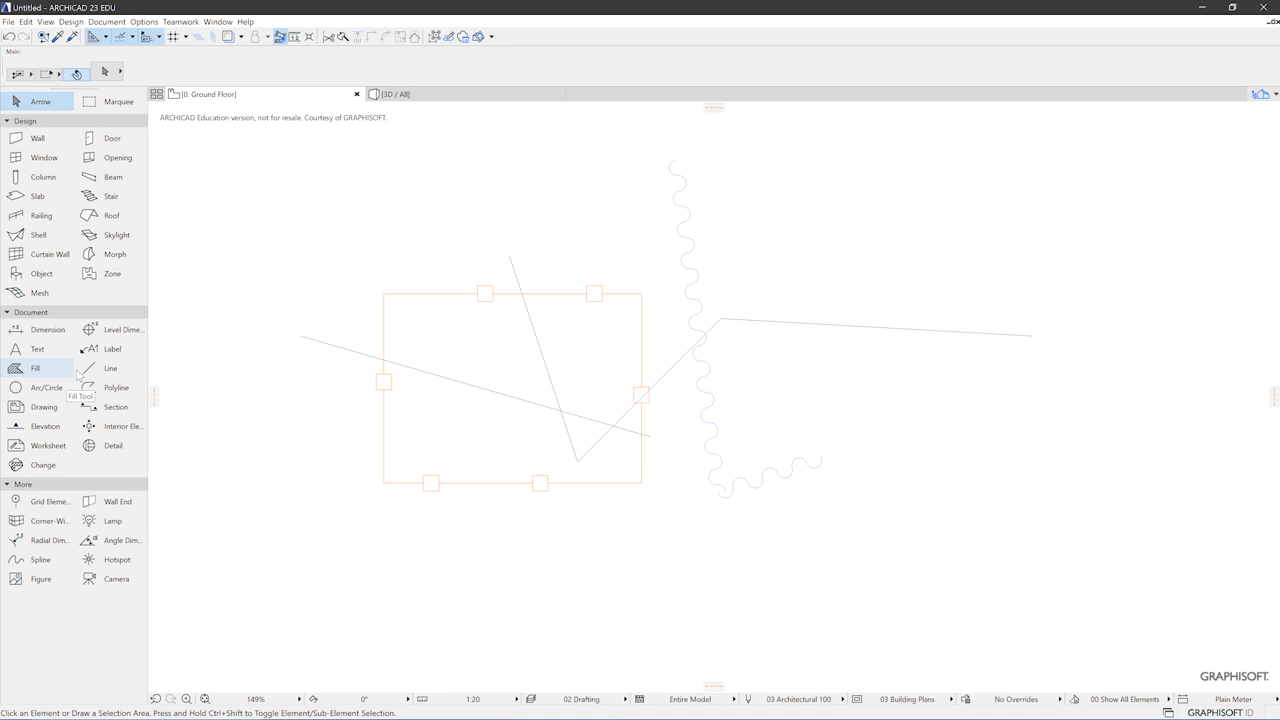 Untitled - ARCHICAD 23 EDU
File Edit View Design Document Options Teamwork Window Help
Main:
[0. Ground Floor]
[3D / All]
Arrow Marquee
ARCHICAD Education version, not for resale. Courtesy of GRAPHISOFT.
Design
Wall Door
Window Opening
Column Beam
Slab Stair
Railing Roof
Shell Skylight
Curtain Wall Morph
Object Zone
Mesh
Document
Dimension Level Dime...
Text Label
Fill Line
Arc/Circle Polyline
Fill Tool
Drawing Section
Elevation Interior Ele...
Worksheet Detail
Change
More
Grid Eleme... Wall End
Corner-Wi... Lamp
Radial Dim... Angle Dim...
Spline Hotspot
Figure Camera
GRAPHISOFT.
149% 0° 1:20 02 Drafting Entire Model 03 Architectural 100 03 Building Plans No Overrides 00 Show All Elements Plain Meter
Click an Element or Draw a Selection Area. Press and Hold Ctrl+Shift to Toggle Element/Sub-Element Selection.
GRAPHISOFT ID